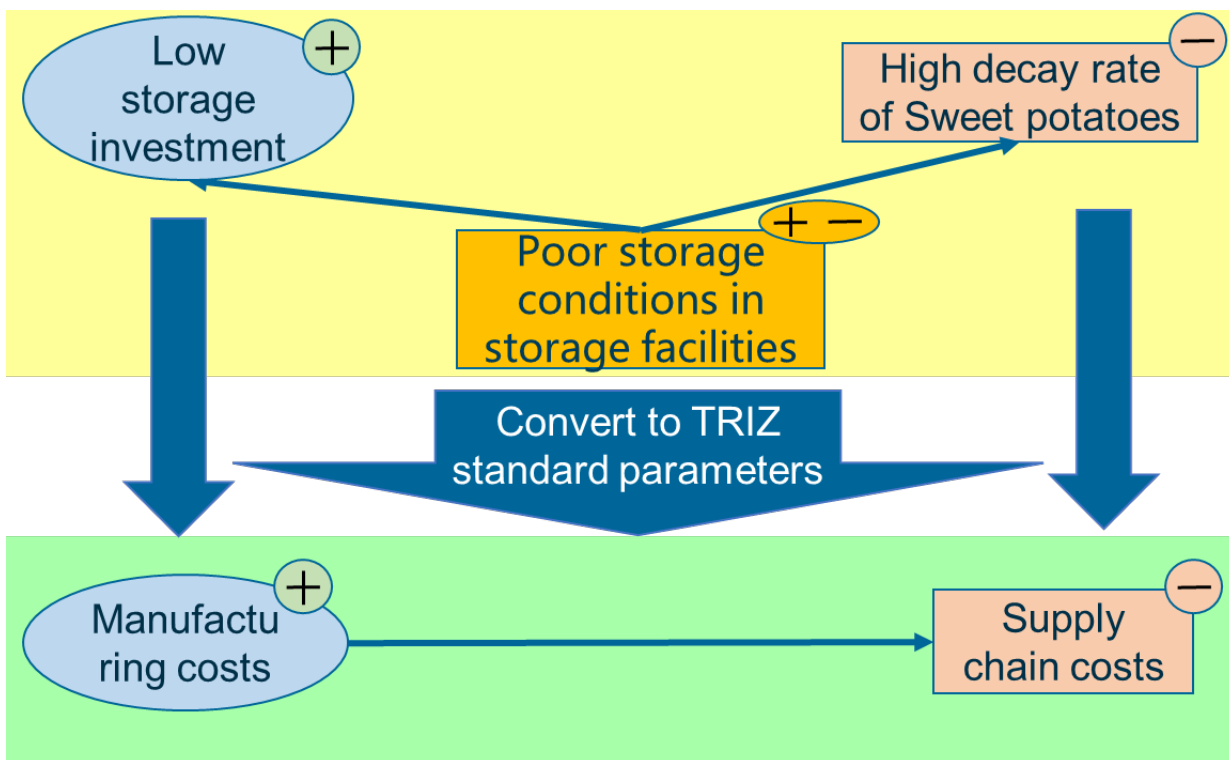 Low
storage
investment
+
High decay rate
of Sweet potatoes
−
Poor storage
conditions in
storage facilities
+ −
Convert to TRIZ
standard parameters
Manufactu
ring costs
+
Supply
chain costs
−